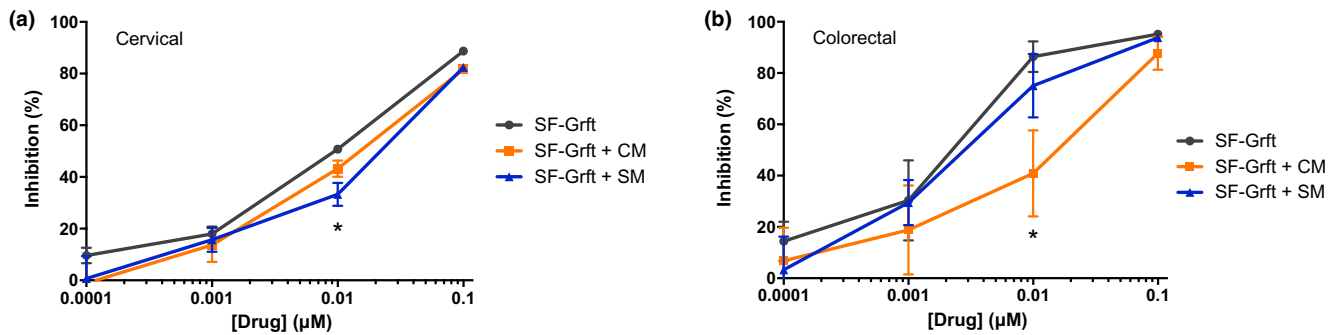 (a)
Cervical
Inhibition (%)
100
80
60
40
20
0
*
0.0001
0.001
0.01
0.1
[Drug] (µM)
SF-Grft
SF-Grft + CM
SF-Grft + SM
(b)
Colorectal
Inhibition (%)
100
80
60
40
20
0
*
0.0001
0.001
0.01
0.1
[Drug] (µM)
SF-Grft
SF-Grft + CM
SF-Grft + SM